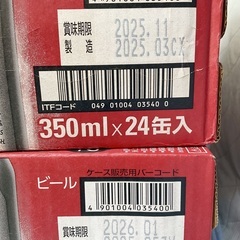 賞味期限 2025.11
製造 2025.03CX
ITFコード 049 01004 03540 0
350ml×24缶入
ビール
ケース販売用バーコード
4 901004 035400
賞味期限 2026.01